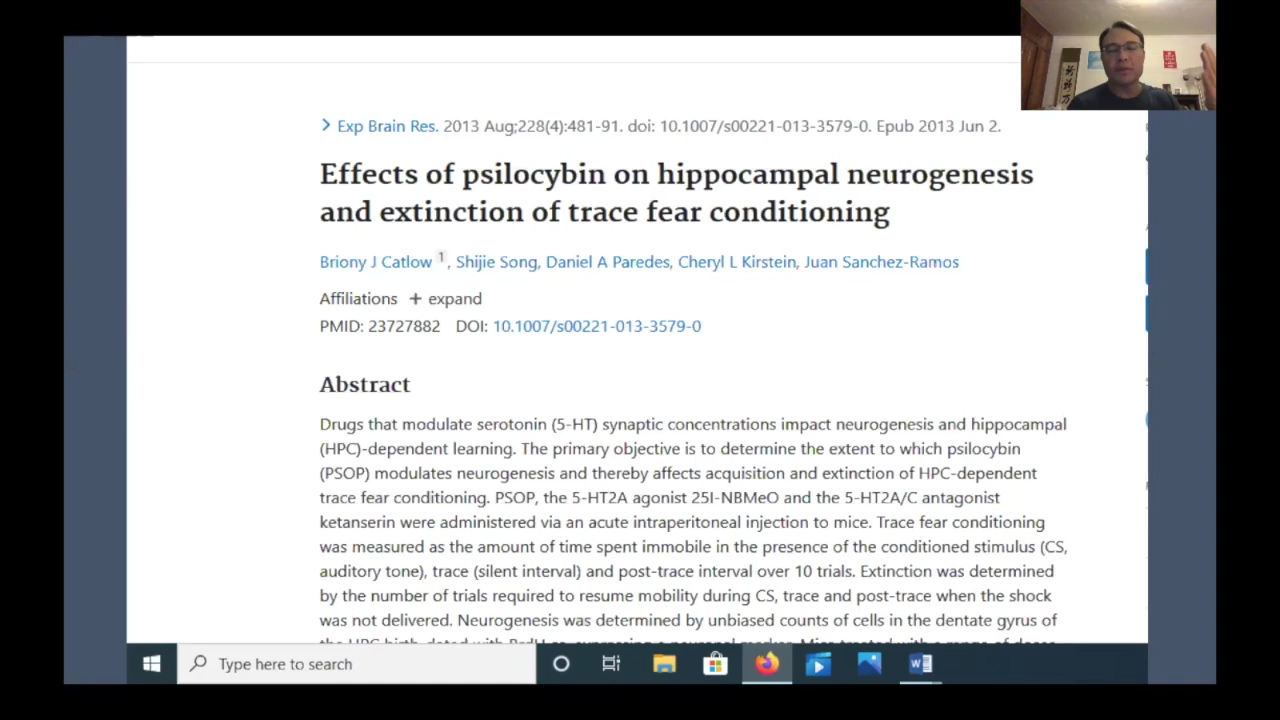 Exp Brain Res. 2013 Aug;228(4):481-91. doi: 10.1007/s00221-013-3579-0. Epub 2013 Jun 2.
Effects of psilocybin on hippocampal neurogenesis
and extinction of trace fear conditioning
Briony J Catlow 1, Shijie Song, Daniel A Paredes, Cheryl L Kirstein, Juan Sanchez-Ramos
Affiliations + expand
PMID: 23727882 DOI: 10.1007/s00221-013-3579-0
Abstract
Drugs that modulate serotonin (5-HT) synaptic concentrations impact neurogenesis and hippocampal
(HPC)-dependent learning. The primary objective is to determine the extent to which psilocybin
(PSOP) modulates neurogenesis and thereby affects acquisition and extinction of HPC-dependent
trace fear conditioning. PSOP, the 5-HT2A agonist 25I-NBMeO and the 5-HT2A/C antagonist
ketanserin were administered via an acute intraperitoneal injection to mice. Trace fear conditioning
was measured as the amount of time spent immobile in the presence of the conditioned stimulus (CS,
auditory tone), trace (silent interval) and post-trace interval over 10 trials. Extinction was determined
by the number of trials required to resume mobility during CS, trace and post-trace when the shock
was not delivered. Neurogenesis was determined by unbiased counts of cells in the dentate gyrus of
Type here to search